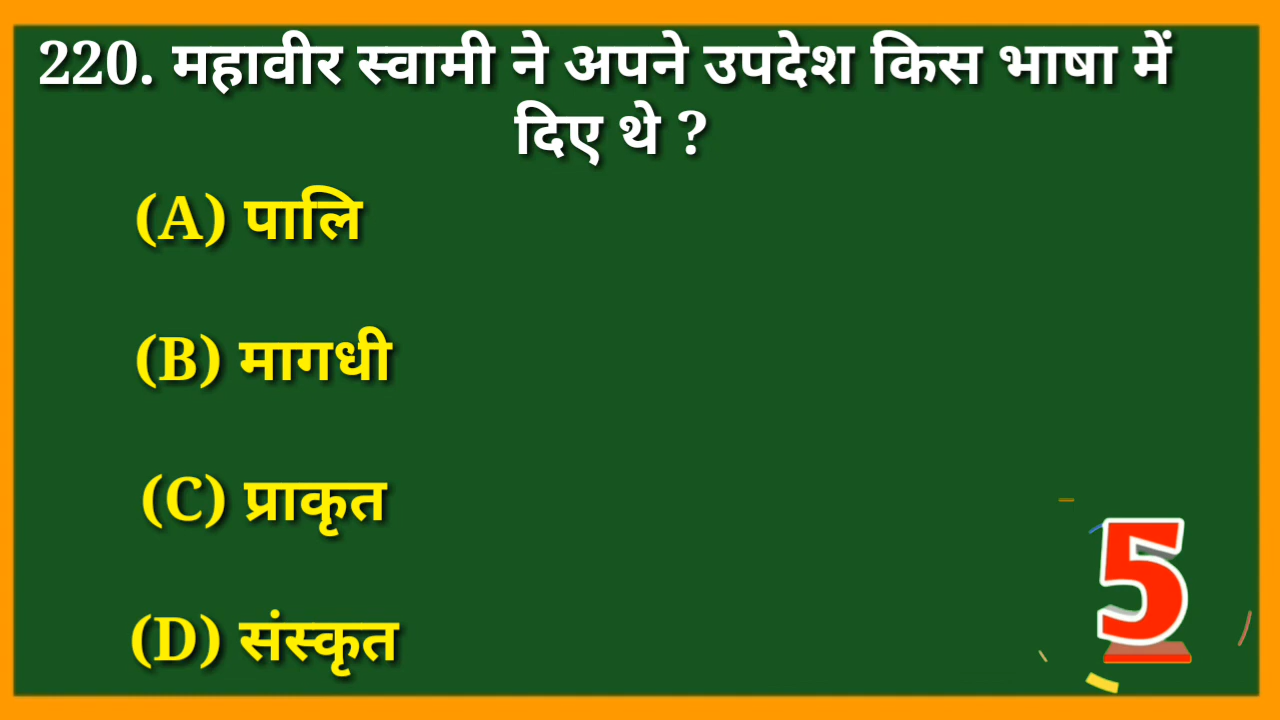 220. महावीर स्वामी ने अपने उपदेश किस भाषा में
दिए थे ?
(A) पालि
(B) मागधी
(C) प्राकृत
(D) संस्कृत
5